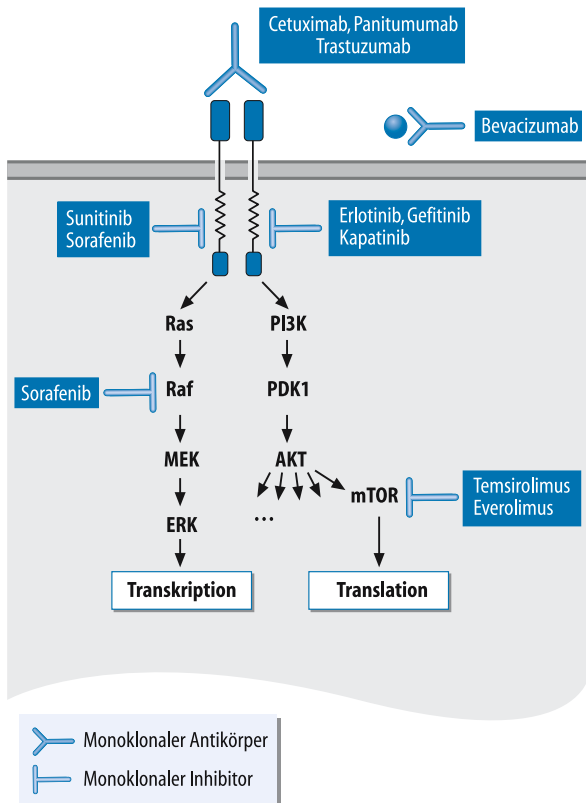 Cetuximab, Panitumumab
Trastuzumab
Bevacizumab
Sunitinib
Sorafenib
Erlotinib, Gefitinib
Kapatinib
Ras
PI3K
Sorafenib
Raf
PDK1
MEK
AKT
mTOR
Temsirolimus
Everolimus
ERK
...
Transkription
Translation
Monoklonaler Antikörper
Monoklonaler Inhibitor